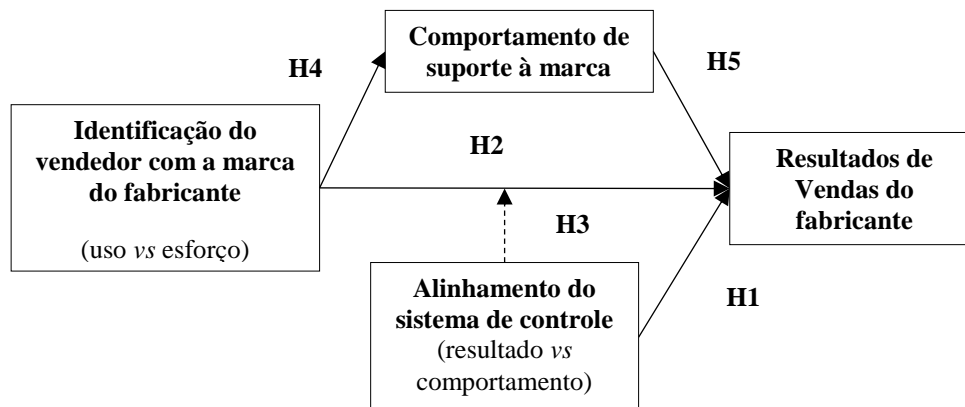 Comportamento de
suporte à marca
H4
H5
Identificação do
vendedor com a marca
do fabricante
(uso vs esforço)
H2
Resultados de
Vendas do
fabricante
H3
Alinhamento do
sistema de controle
(resultado vs
comportamento)
H1